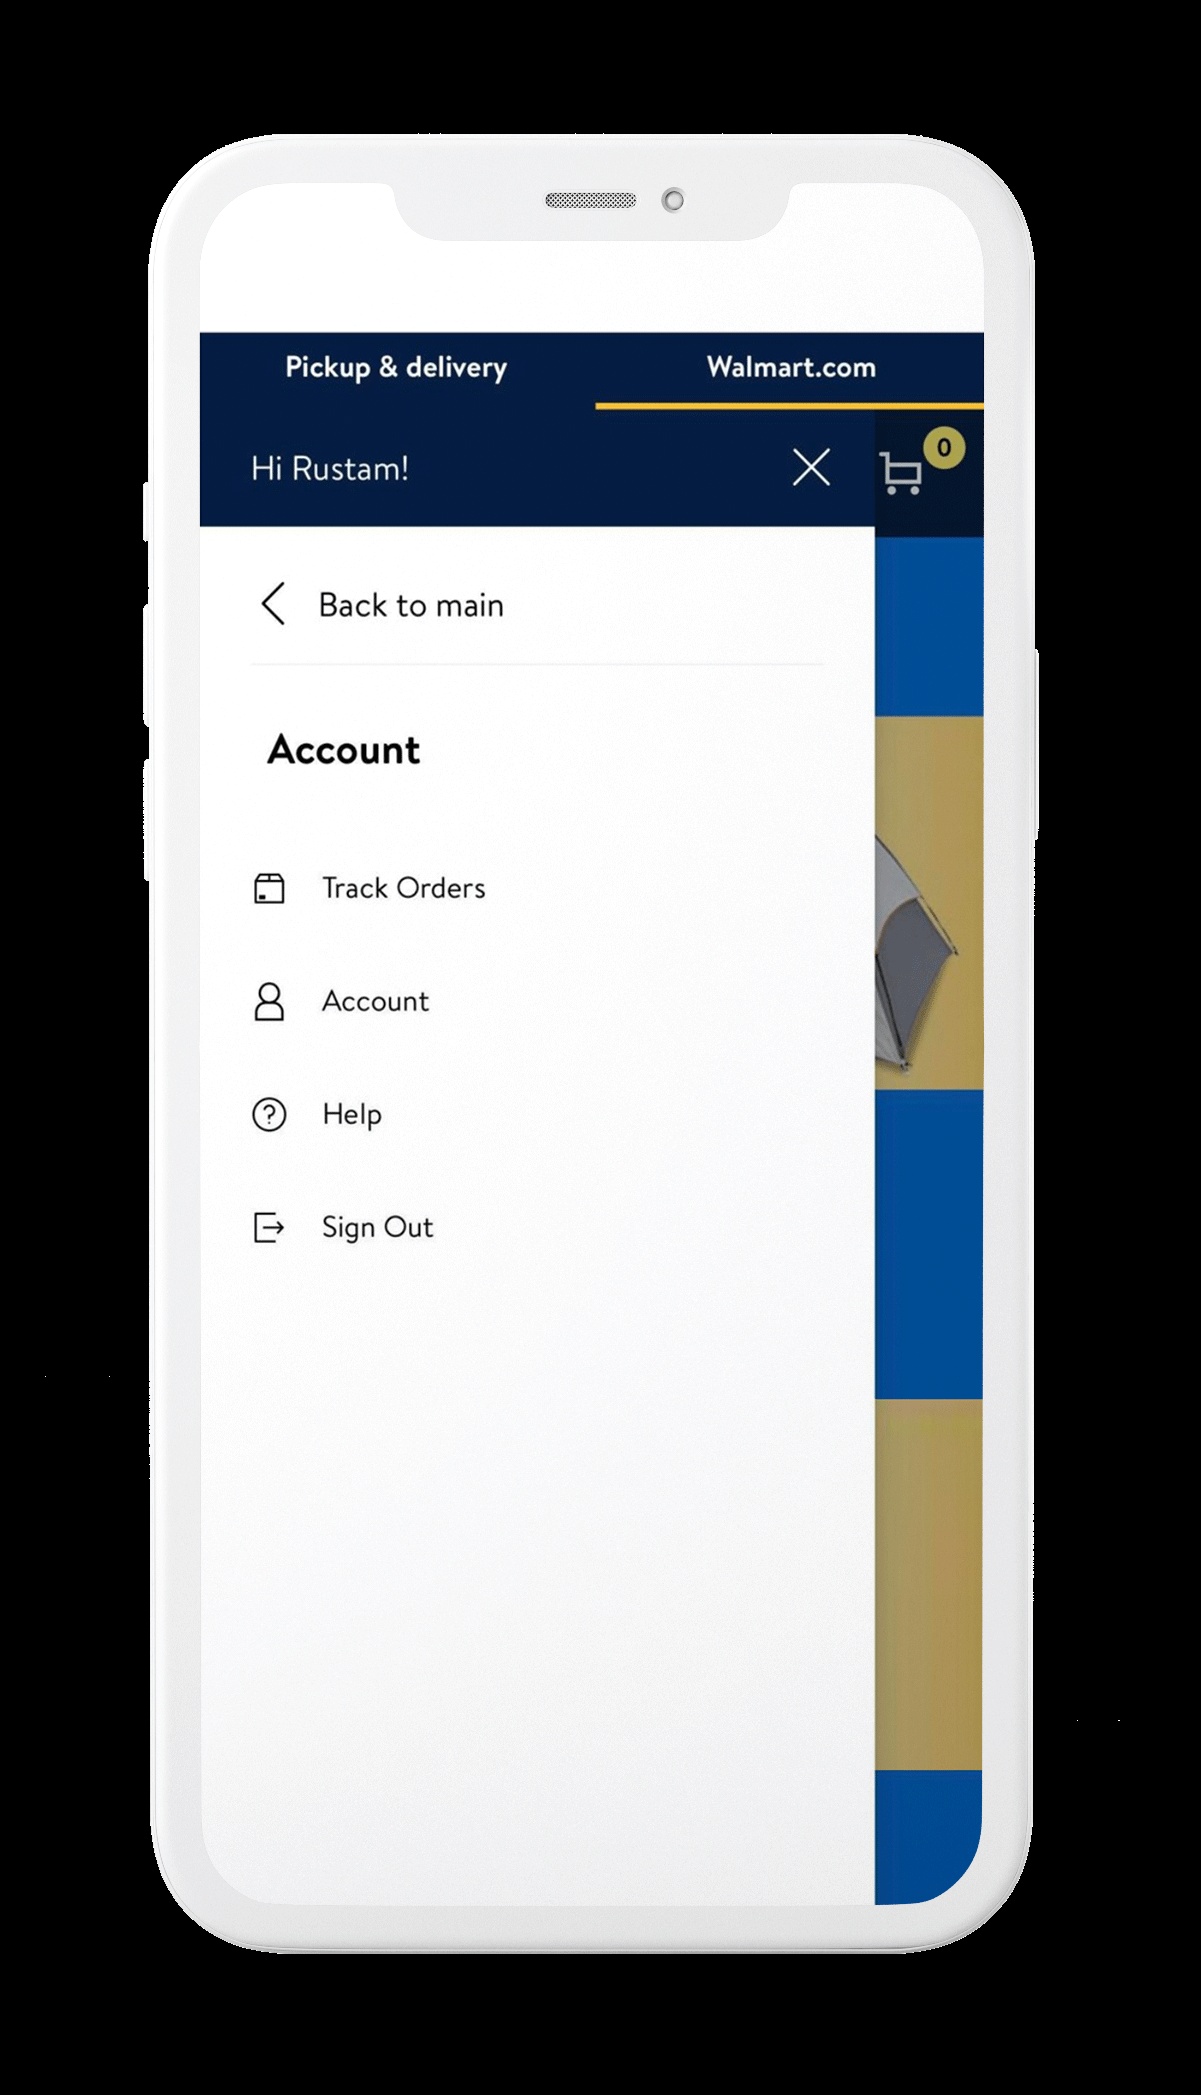 Pickup & delivery
Walmart.com
Hi Rustam!
0
Back to main
Account
Track Orders
Account
Help
Sign Out